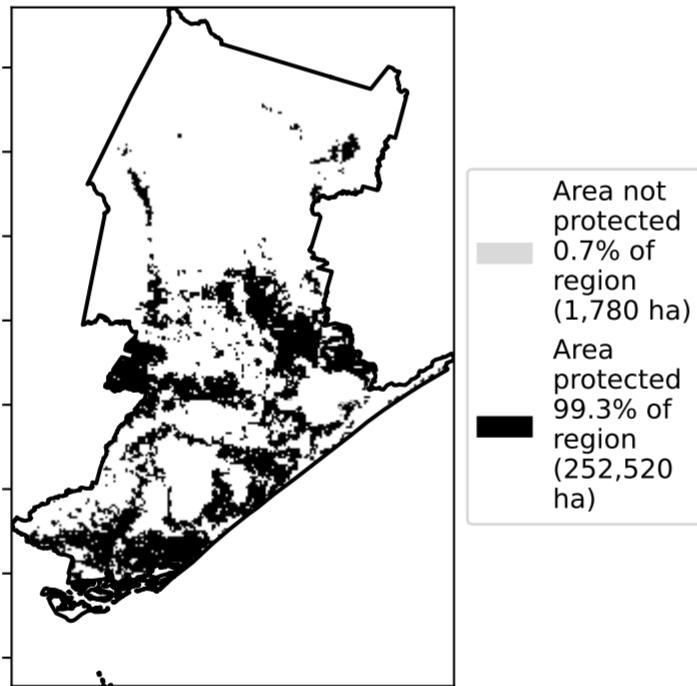 Area not
protected
0.7% of
region
(1,780 ha)
Area
protected
99.3% of
region
(252,520
ha)